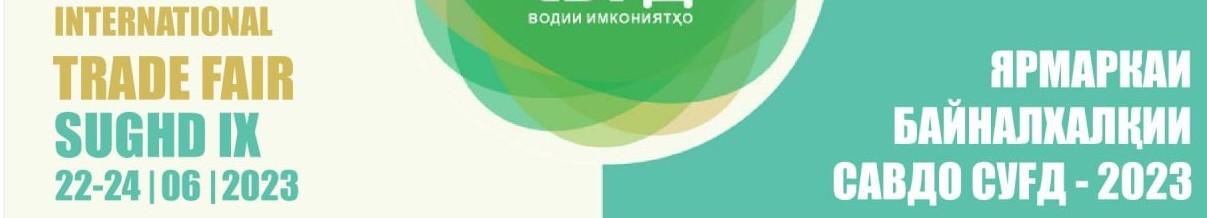 INTERNATIONAL
TRADE FAIR
SUGHD IX
22-24 | 06 | 2023
ВОДИИ ИМКОНИЯТҲО
ЯРМАРКАИ
БАЙНАЛХАЛҚИИ
САВДО СУҒД - 2023